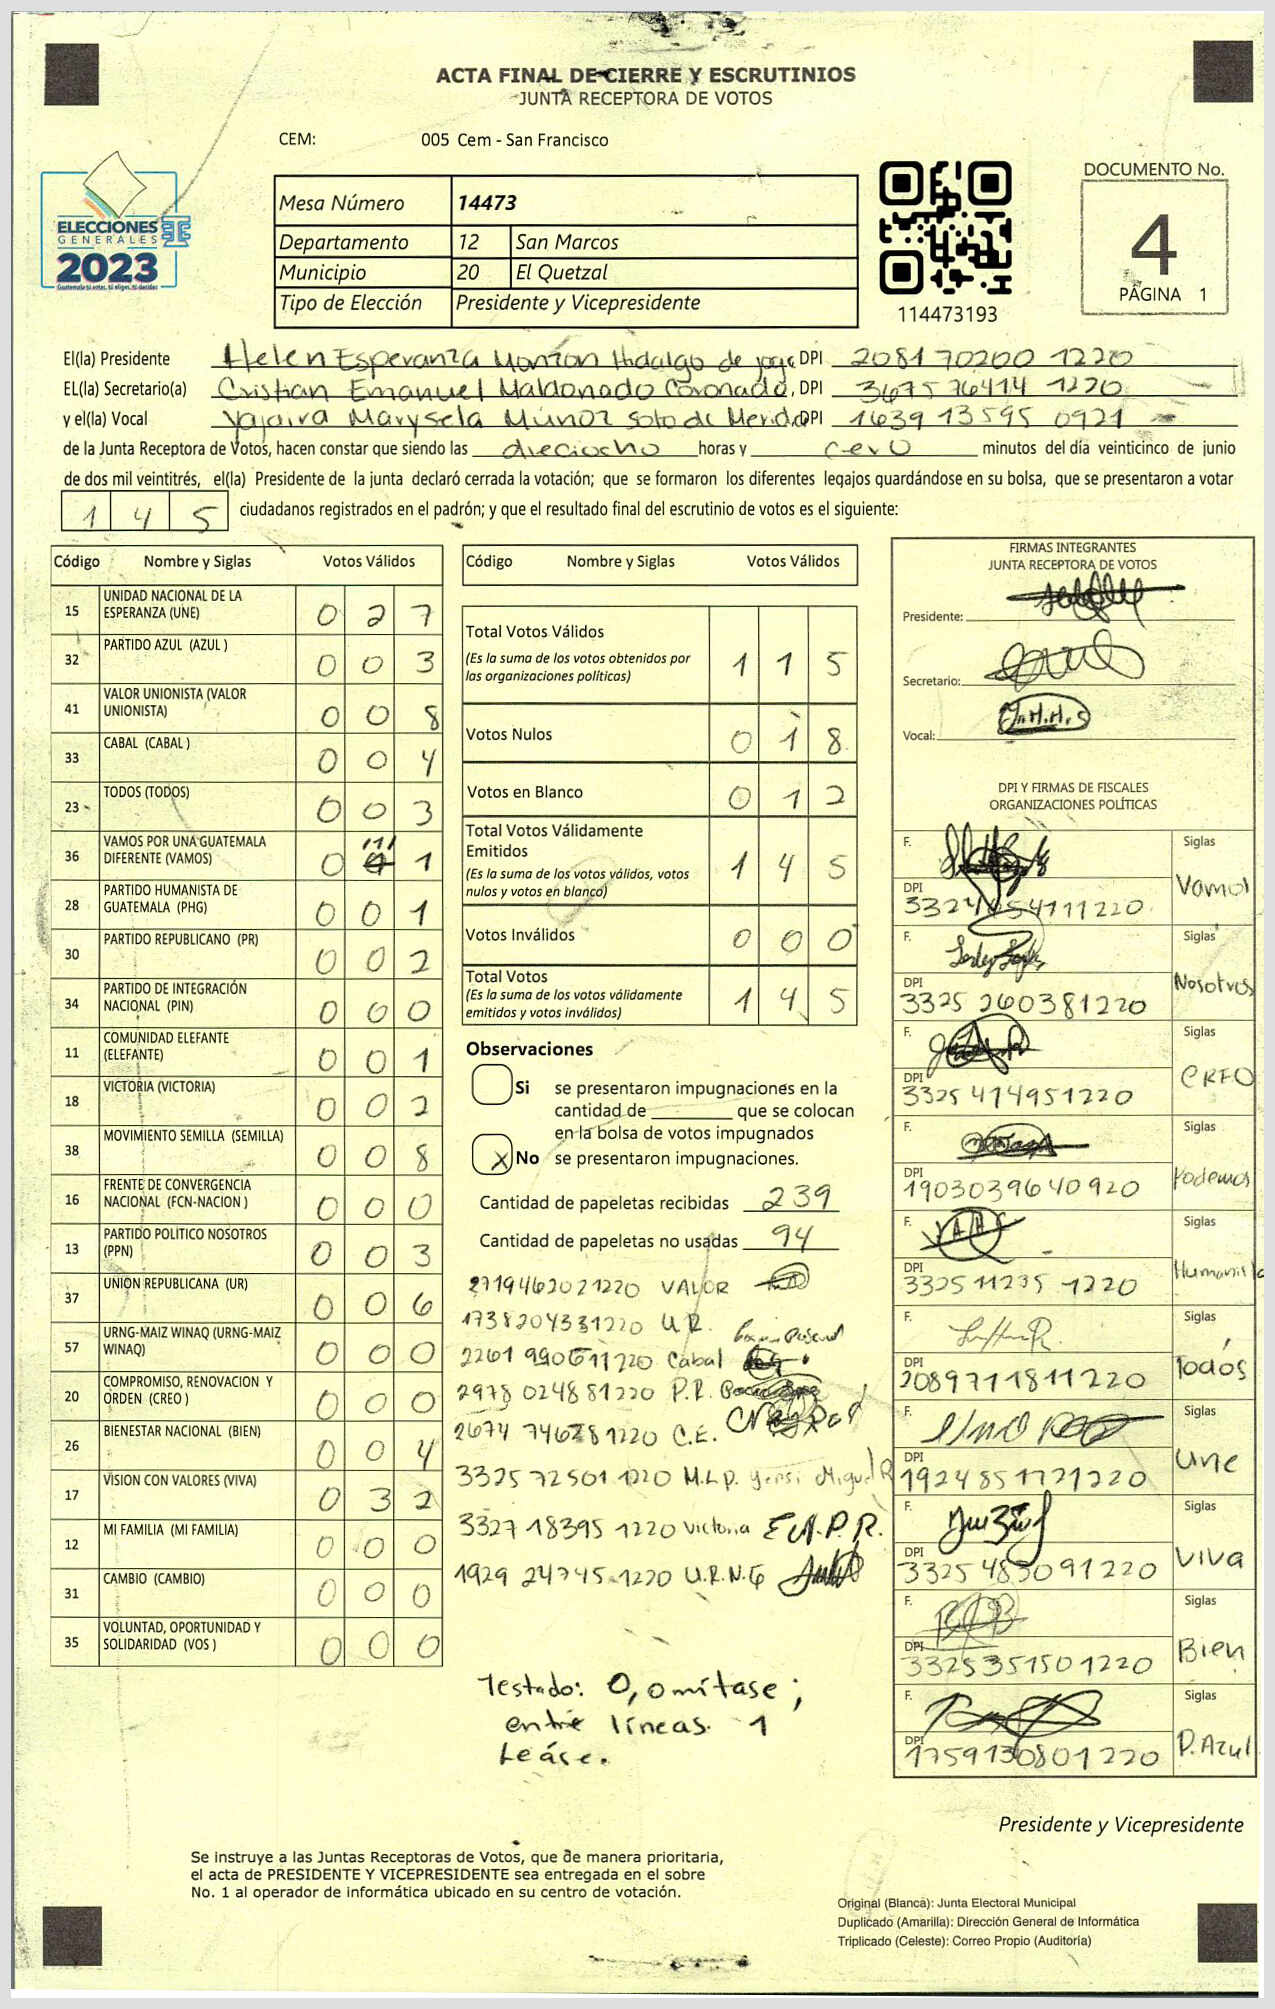 ACTA FINAL DE CIERRE Y ESCRUTINIOS
JUNTA RECEPTORA DE VOTOS
CEM: 005 Cem - San Francisco
ELECCIONES
GENERALES
2023
Guatemala tú votas, tú eliges, tú decides
Mesa Número 14473
Departamento 12 San Marcos
Municipio 20 El Quetzal
Tipo de Elección Presidente y Vicepresidente
114473193
DOCUMENTO No.
4
PÁGINA 1
El(la) Presidente Helen Esperanza Monzon Hidalgo de DPI 2081 70200 1220
EL(la) Secretario(a) Cristian Emanuel Maldonado Coronado, DPI 3675 76414 1220
y el(la) Vocal Yajaira Marysela Múnoz Soto de DPI 1639 13595 0921
de la Junta Receptora de Votos, hacen constar que siendo las dieciocho horas y cero minutos del día veinticinco de junio
de dos mil veintitrés, el(la) Presidente de la junta declaró cerrada la votación; que se formaron los diferentes legajos guardándose en su bolsa, que se presentaron a votar
1 4 5 ciudadanos registrados en el padrón; y que el resultado final del escrutinio de votos es el siguiente:
Código Nombre y Siglas Votos Válidos
15 UNIDAD NACIONAL DE LA
ESPERANZA (UNE) 0 2 7
32 PARTIDO AZUL (AZUL ) 0 0 3
41 VALOR UNIONISTA (VALOR
UNIONISTA) 0 0 8
33 CABAL (CABAL ) 0 0 4
23 TODOS (TODOS) 0 0 3
36 VAMOS POR UNA GUATEMALA
DIFERENTE (VAMOS) 0 1 1
28 PARTIDO HUMANISTA DE
GUATEMALA (PHG) 0 0 1
30 PARTIDO REPUBLICANO (PR) 0 0 2
34 PARTIDO DE INTEGRACIÓN
NACIONAL (PIN) 0 0 0
11 COMUNIDAD ELEFANTE
(ELEFANTE) 0 0 1
18 VICTORIA (VICTORIA) 0 0 2
38 MOVIMIENTO SEMILLA (SEMILLA) 0 0 8
16 FRENTE DE CONVERGENCIA
NACIONAL (FCN-NACION ) 0 0 0
13 PARTIDO POLITICO NOSOTROS
(PPN) 0 0 3
37 UNION REPUBLICANA (UR) 0 0 6
57 URNG-MAIZ WINAQ (URNG-MAIZ
WINAQ) 0 0 0
20 COMPROMISO, RENOVACION Y
ORDEN (CREO ) 0 0 0
26 BIENESTAR NACIONAL (BIEN) 0 0 4
17 VISION CON VALORES (VIVA) 0 3 2
12 MI FAMILIA (MI FAMILIA) 0 0 0
31 CAMBIO (CAMBIO) 0 0 0
35 VOLUNTAD, OPORTUNIDAD Y
SOLIDARIDAD (VOS ) 0 0 0
Código Nombre y Siglas Votos Válidos
Total Votos Válidos 1 1 5
(Es la suma de los votos obtenidos por
las organizaciones políticas)
Votos Nulos 0 1 8
Votos en Blanco 0 1 2
Total Votos Válidamente
Emitidos 1 4 5
(Es la suma de los votos válidos, votos
nulos y votos en blanco)
Votos Inválidos 0 0 0
Total Votos 1 4 5
(Es la suma de los votos válidamente
emitidos y votos inválidos)
Observaciones
Si se presentaron impugnaciones en la
cantidad de ________ que se colocan
en la bolsa de votos impugnados
X No se presentaron impugnaciones.
Cantidad de papeletas recibidas 239
Cantidad de papeletas no usadas 94
2719462021220 VALOR
1738204331220 U.R.
1220 Cabal
2978 024881220 P.R.
1220 C.E.
3325 72501 1220 M.L.P. Yensi Miguel R
3327 18395 1220 Victoria E.A.P.R.
1929 24745 1220 U.R.N.G
Testado: 0, omítase;
entre líneas. 1
Leáse.
FIRMAS INTEGRANTES
JUNTA RECEPTORA DE VOTOS
Presidente:
Secretario:
Vocal:
DPI Y FIRMAS DE FISCALES
ORGANIZACIONES POLÍTICAS
F. Siglas
Vamos
DPI
F. Siglas
Nosotros
DPI
3325 260381220
F. Siglas
CREO
DPI
3325 414951220
F. Siglas
Podemos
DPI
1903039640920
F. Siglas
Humanista
DPI
332511235 1220
F. Siglas
Todos
DPI
2089711811220
F. Siglas
Une
DPI
1924851721220
F. Siglas
Viva
DPI
3325483091220
F. Siglas
Bien
DPI
3325351501220
F. Siglas
P. Azul
DPI
1759130801220
Presidente y Vicepresidente
Se instruye a las Juntas Receptoras de Votos, que de manera prioritaria,
el acta de PRESIDENTE Y VICEPRESIDENTE sea entregada en el sobre
No. 1 al operador de informática ubicado en su centro de votación.
Original (Blanca): Junta Electoral Municipal
Duplicado (Amarilla): Dirección General de Informática
Triplicado (Celeste): Correo Propio (Auditoría)